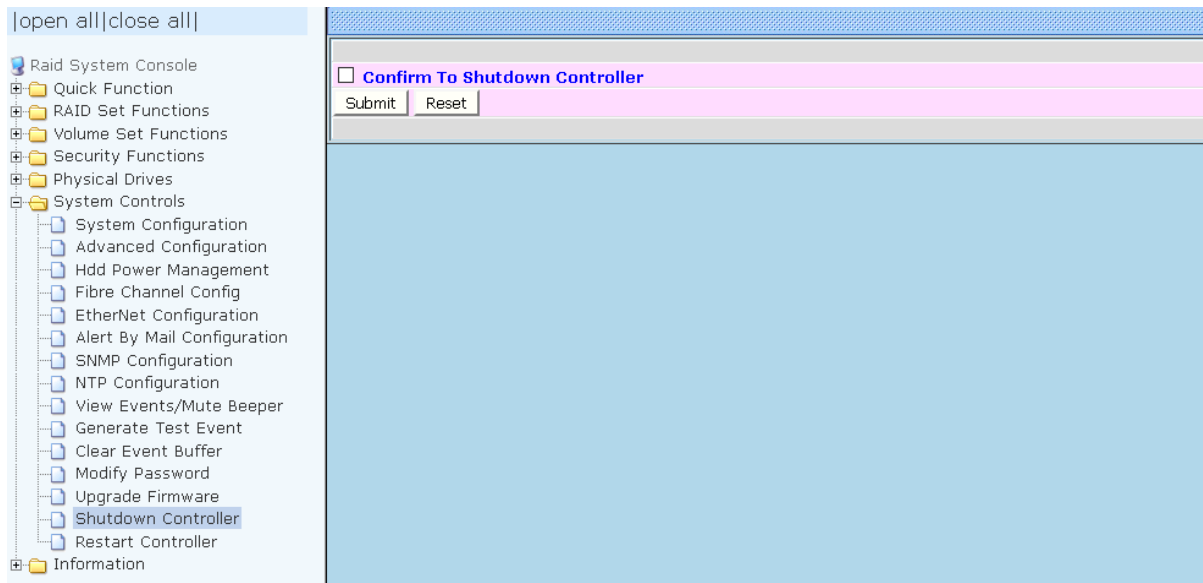 |open all|close all|
Raid System Console
Quick Function
RAID Set Functions
Volume Set Functions
Security Functions
Physical Drives
System Controls
System Configuration
Advanced Configuration
Hdd Power Management
Fibre Channel Config
EtherNet Configuration
Alert By Mail Configuration
SNMP Configuration
NTP Configuration
View Events/Mute Beeper
Generate Test Event
Clear Event Buffer
Modify Password
Upgrade Firmware
Shutdown Controller
Restart Controller
Information
Confirm To Shutdown Controller
Submit Reset